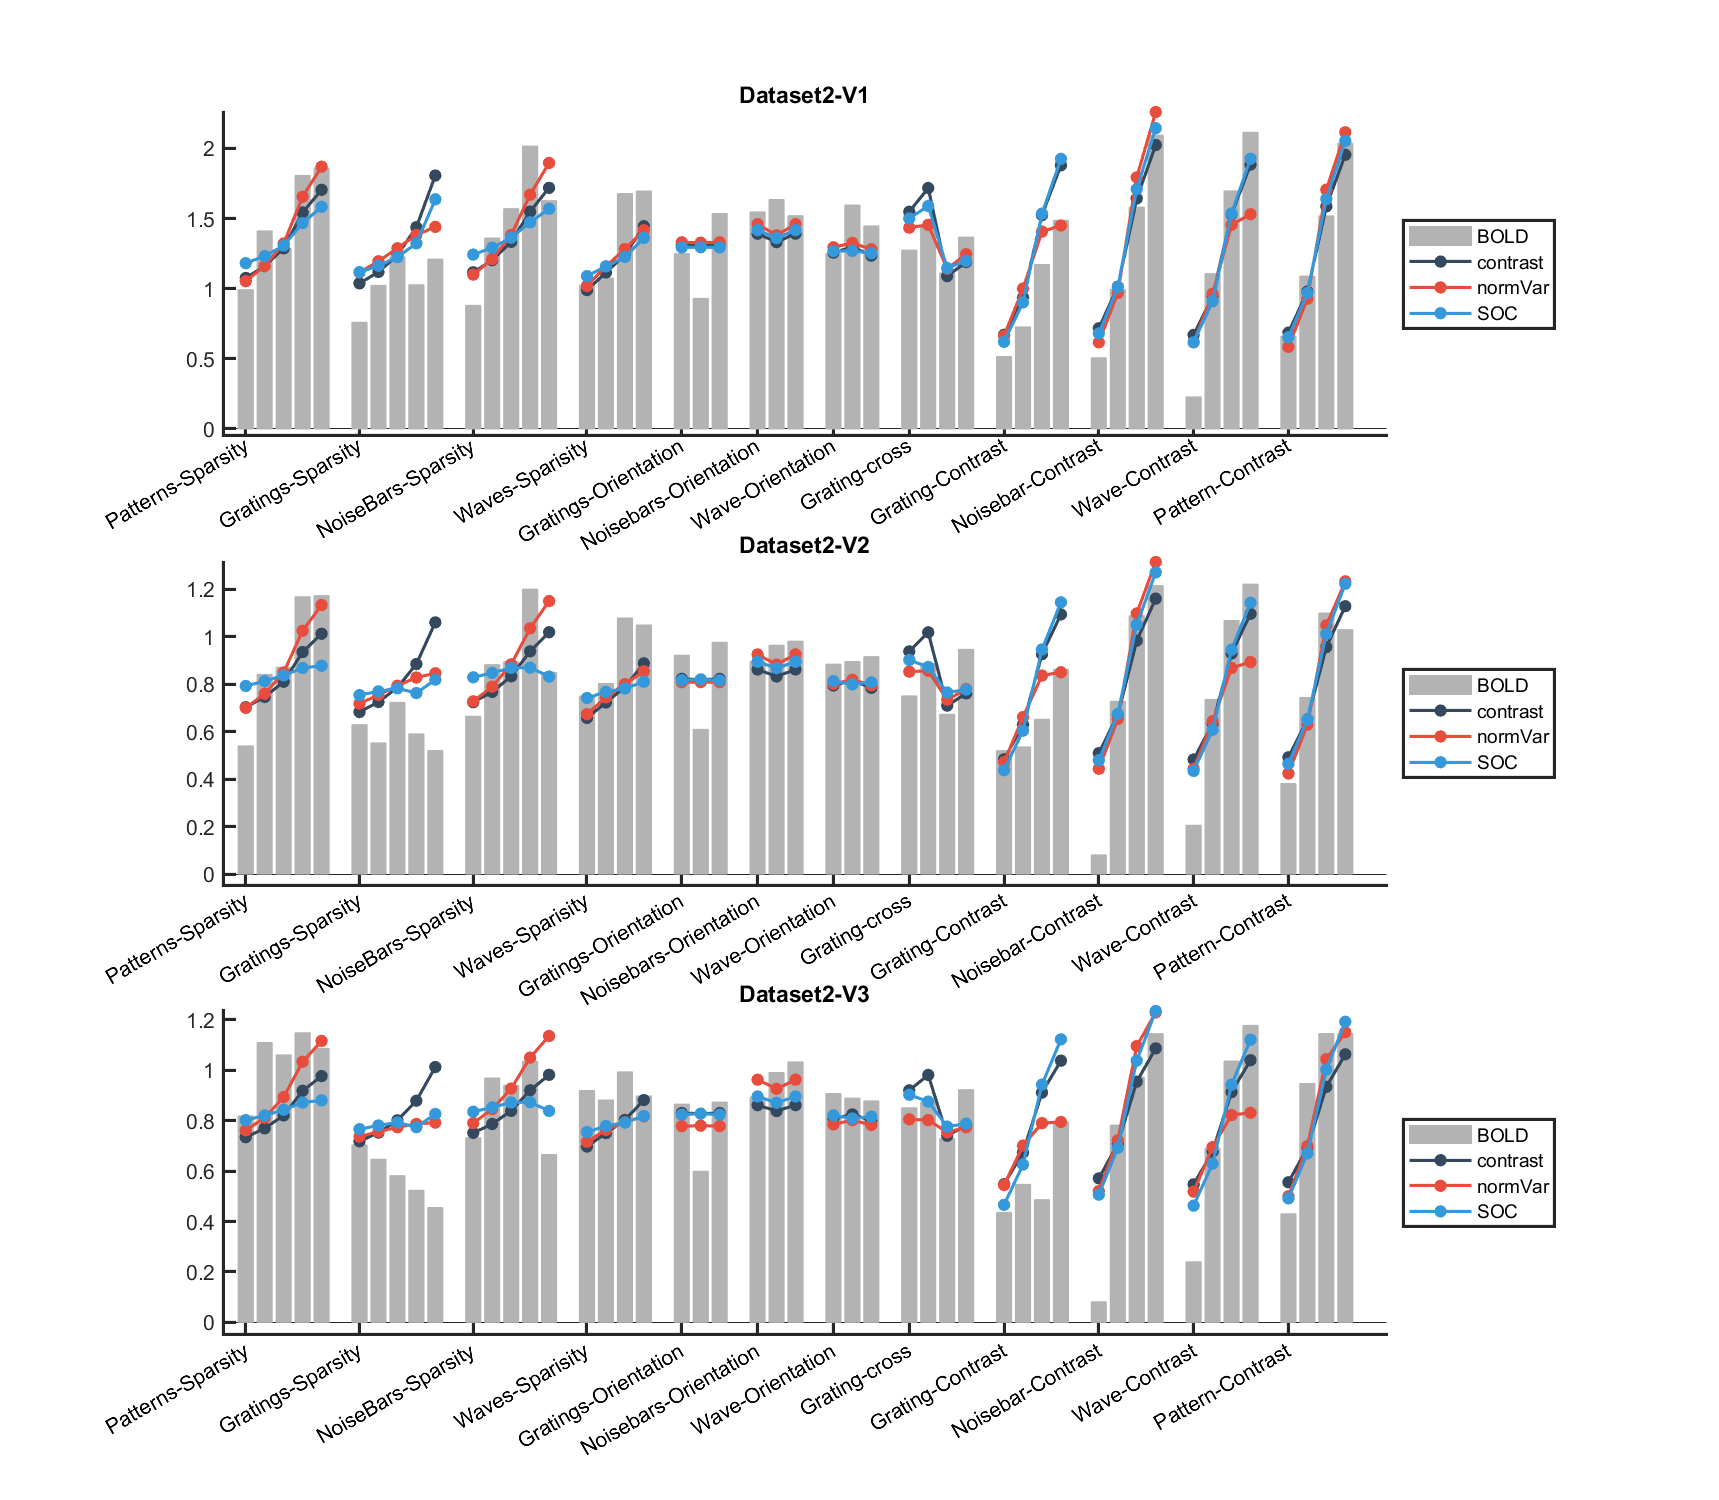 Dataset2-V1
2
1.5
1
0.5
0
Patterns-Sparsity
Gratings-Sparsity
NoiseBars-Sparsity
Waves-Sparisity
Gratings-Orientation
Noisebars-Orientation
Wave-Orientation
Grating-cross
Grating-Contrast
Noisebar-Contrast
Wave-Contrast
Pattern-Contrast
BOLD
contrast
normVar
SOC
Dataset2-V2
1.2
1
0.8
0.6
0.4
0.2
0
Patterns-Sparsity
Gratings-Sparsity
NoiseBars-Sparsity
Waves-Sparisity
Gratings-Orientation
Noisebars-Orientation
Wave-Orientation
Grating-cross
Grating-Contrast
Noisebar-Contrast
Wave-Contrast
Pattern-Contrast
BOLD
contrast
normVar
SOC
Dataset2-V3
1.2
1
0.8
0.6
0.4
0.2
0
Patterns-Sparsity
Gratings-Sparsity
NoiseBars-Sparsity
Waves-Sparisity
Gratings-Orientation
Noisebars-Orientation
Wave-Orientation
Grating-cross
Grating-Contrast
Noisebar-Contrast
Wave-Contrast
Pattern-Contrast
BOLD
contrast
normVar
SOC